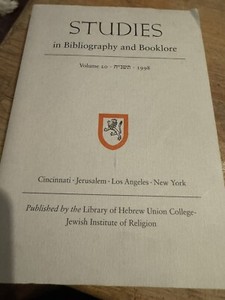 STUDIES
in Bibliography and Booklore
Volume 20 · תשנ״ח · 1998
Cincinnati · Jerusalem · Los Angeles · New York
Published by the Library of Hebrew Union College-
Jewish Institute of Religion